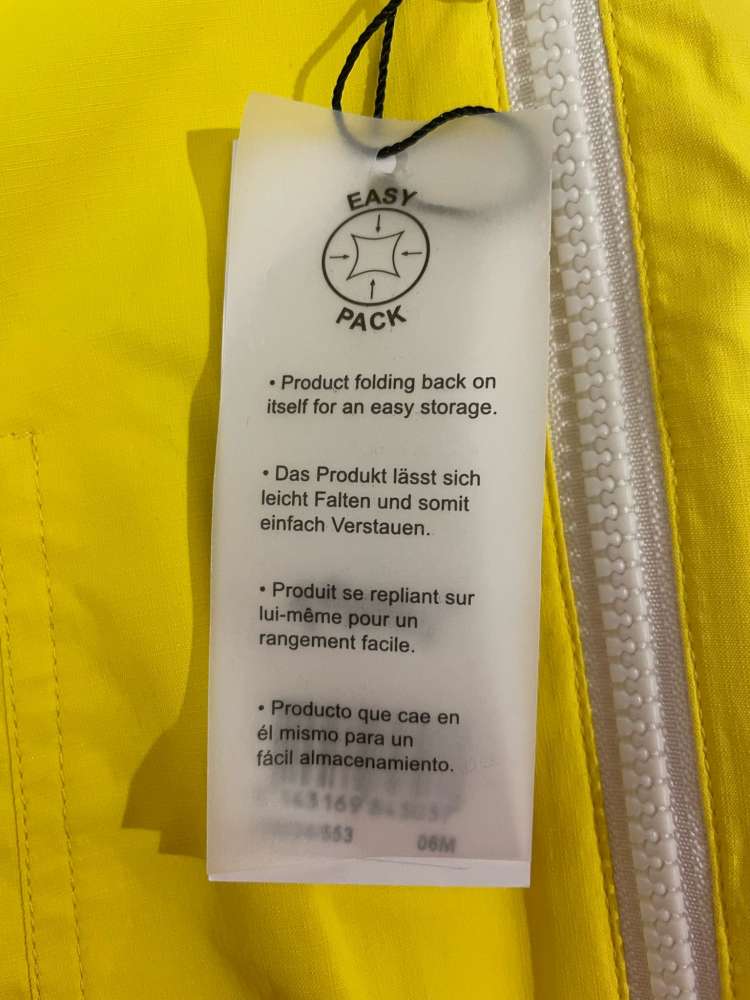 EASY
PACK
• Product folding back on
itself for an easy storage.
• Das Produkt lässt sich
leicht Falten und somit
einfach Verstauen.
• Produit se repliant sur
lui-même pour un
rangement facile.
• Producto que cae en
él mismo para un
fácil almacenamiento.
06M